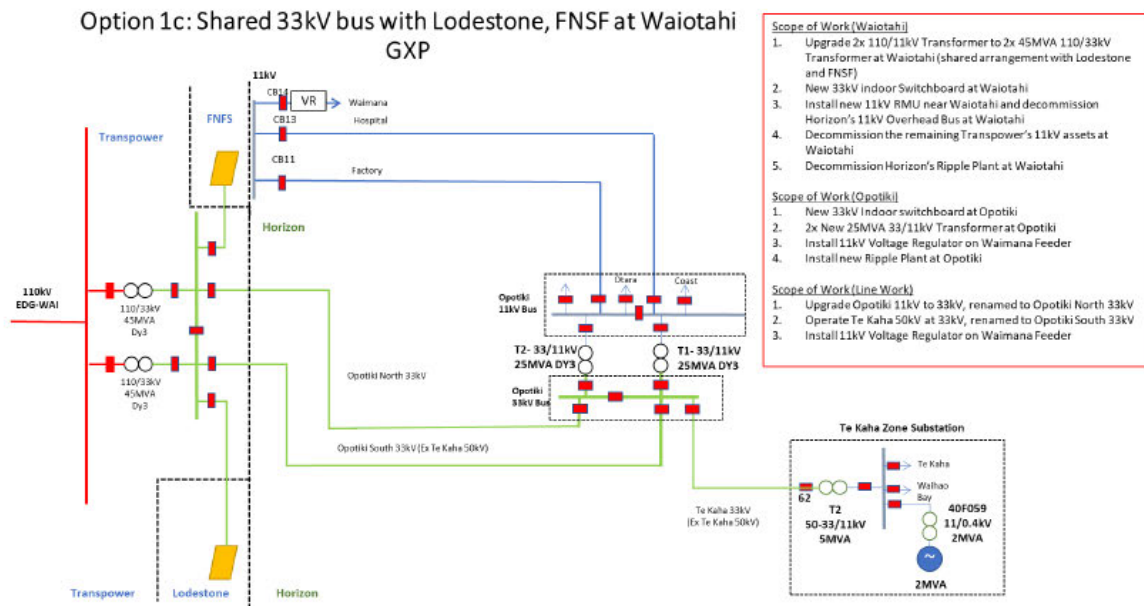 Option 1c: Shared 33kV bus with Lodestone, FNSF at Waiotahi
GXP
Scope of Work (Waiotahi)
1. Upgrade 2x 110/11kV Transformer to 2x 45MVA 110/33kV
Transformer at Waiotahi (shared arrangement with Lodestone
and FNSF)
2. New 33kV indoor Switchboard at Waiotahi
3. Install new 11kV RMU near Waiotahi and decommission
Horizon's 11kV Overhead Bus at Waiotahi
4. Decommission the remaining Transpower's 11kV assets at
Waiotahi
5. Decommission Horizon's Ripple Plant at Waiotahi
Scope of Work (Opotiki)
1. New 33kV Indoor switchboard at Opotiki
2. 2x New 25MVA 33/11kV Transformer at Opotiki
3. Install 11kV Voltage Regulator on Waimana Feeder
4. Install new Ripple Plant at Opotiki
Scope of Work (Line Work)
1. Upgrade Opotiki 11kV to 33kV, renamed to Opotiki North 33kV
2. Operate Te Kaha 50kV at 33kV, renamed to Opotiki South 33kV
3. Install 11kV Voltage Regulator on Waimana Feeder
11kV
CB14
VR
Waimana
Hospital
CB13
CB11
Factory
FNFS
Transpower
Horizon
110kV
EDG-WAI
110/33kV
45MVA
Dy3
110/33kV
45MVA
Dy3
Otara
Coast
Opotiki
11kV Bus
T2- 33/11kV
25MVA DY3
T1- 33/11kV
25MVA DY3
Opotiki
33kV Bus
Opotiki North 33kV
Opotiki South 33kV (Ex Te Kaha 50kV)
Te Kaha 33kV
(Ex Te Kaha 50kV)
Te Kaha Zone Substation
Te Kaha
Waihao
Bay
62
T2
50-33/11kV
5MVA
40F059
11/0.4kV
2MVA
~
2MVA
Transpower
Lodestone
Horizon